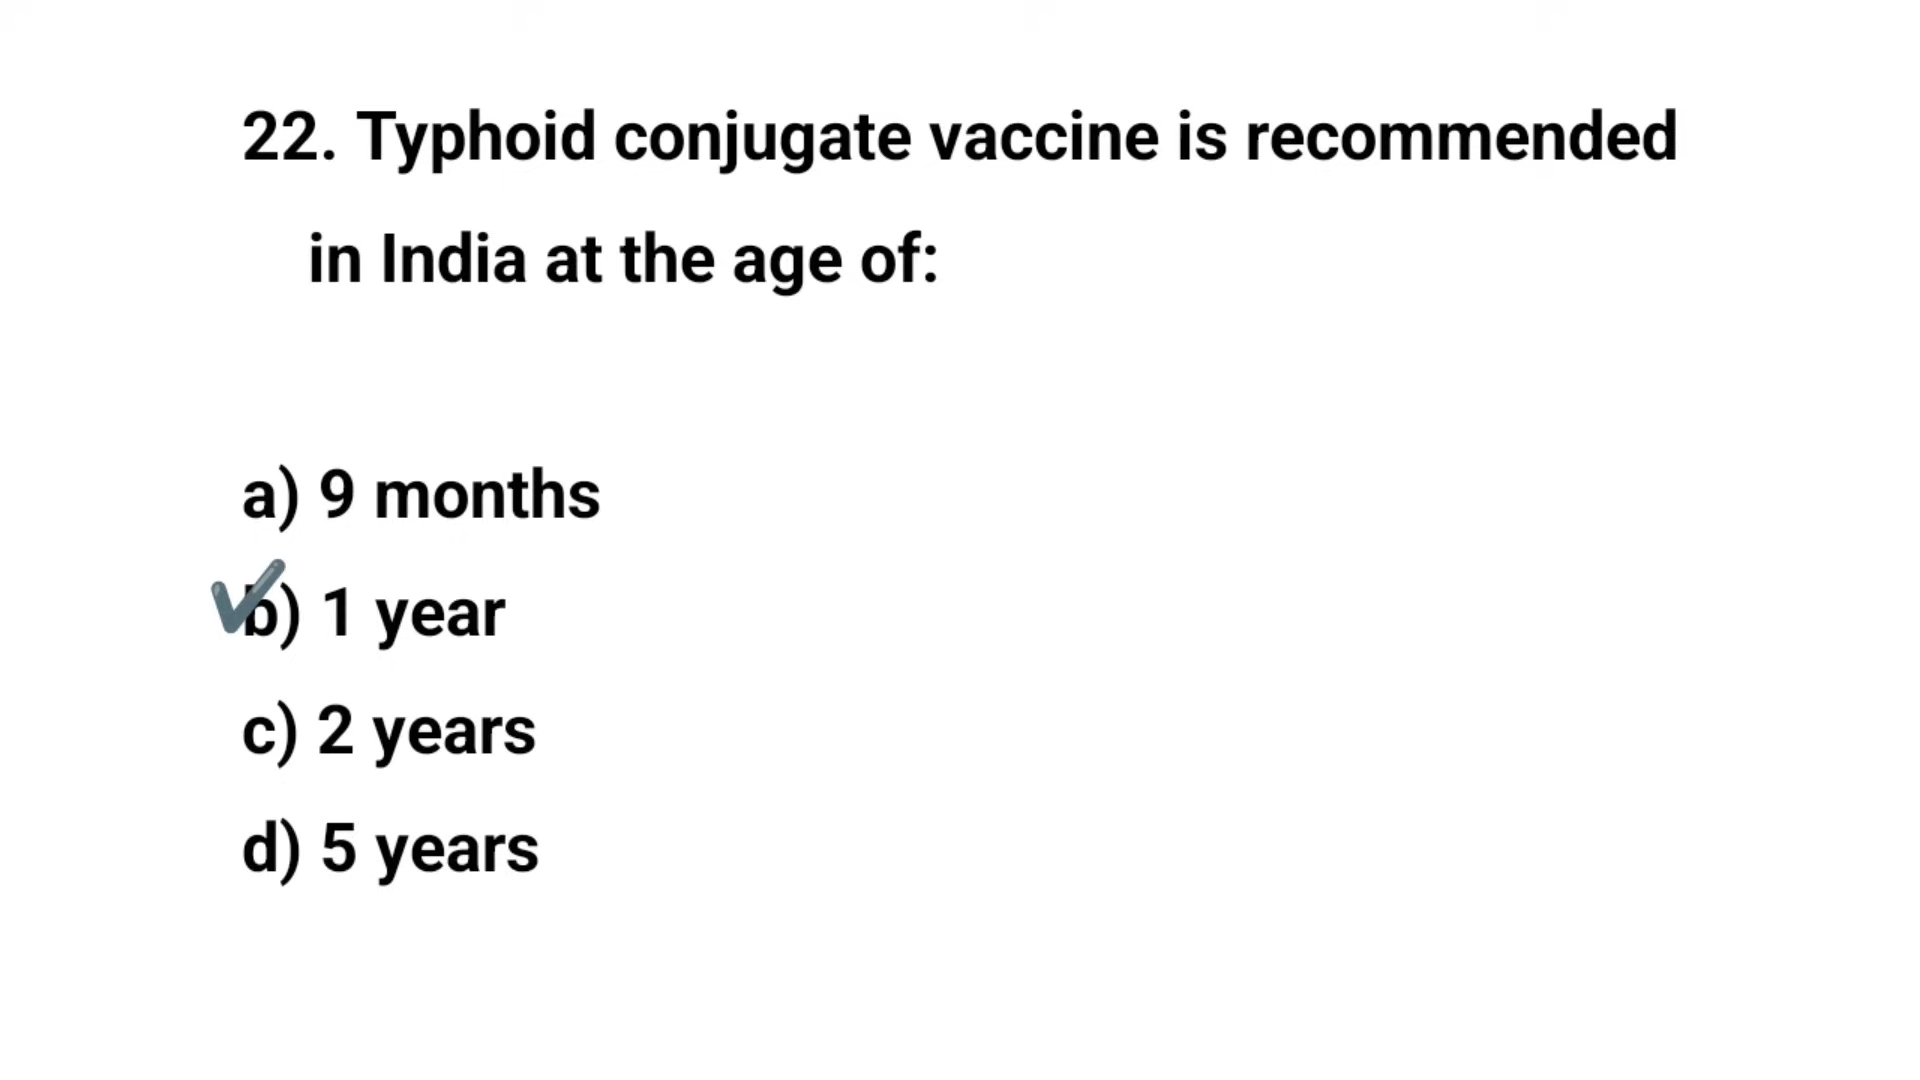 22. Typhoid conjugate vaccine is recommended
in India at the age of:
a) 9 months
b) 1 year
c) 2 years
d) 5 years